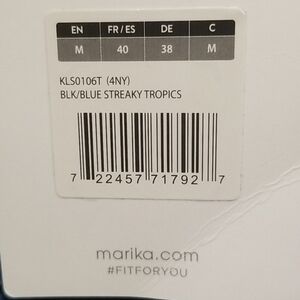 EN FR/ES DE C
M 40 38 M
KLS0106T (4NY)
BLK/BLUE STREAKY TROPICS
7 22457 71792 7
marika.com
#FITFORYOU